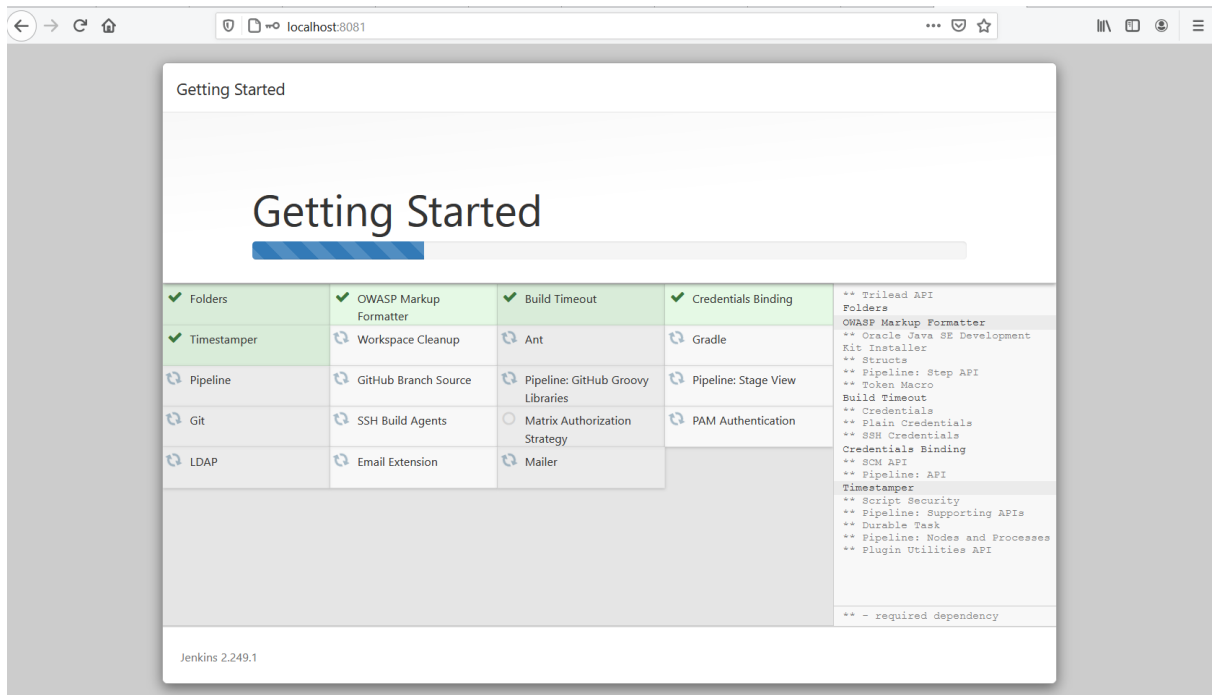 localhost:8081
Getting Started
Getting Started
Folders
OWASP Markup
Formatter
Build Timeout
Credentials Binding
Timestamper
Workspace Cleanup
Ant
Gradle
Pipeline
GitHub Branch Source
Pipeline: GitHub Groovy
Libraries
Pipeline: Stage View
Git
SSH Build Agents
Matrix Authorization
Strategy
PAM Authentication
LDAP
Email Extension
Mailer
** Trilead API
Folders
OWASP Markup Formatter
** Oracle Java SE Development
Kit Installer
** Structs
** Pipeline: Step API
** Token Macro
Build Timeout
** Credentials
** Plain Credentials
** SSH Credentials
Credentials Binding
** SCM API
** Pipeline: API
Timestamper
** Script Security
** Pipeline: Supporting APIs
** Durable Task
** Pipeline: Nodes and Processes
** Plugin Utilities API
** - required dependency
Jenkins 2.249.1